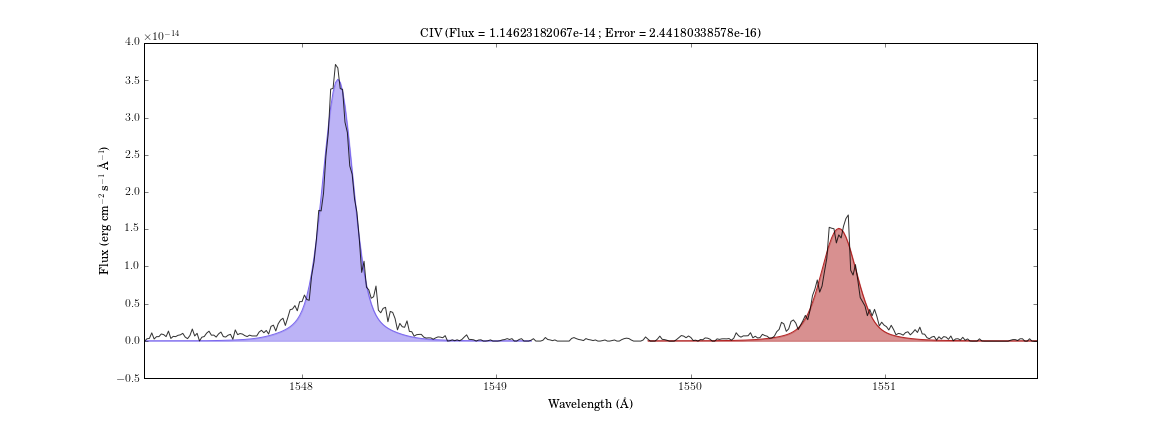 CIV (Flux = 1.14623182067e-14 ; Error = 2.44180338578e-16)
×10⁻¹⁴
4.0
3.5
3.0
2.5
2.0
1.5
1.0
0.5
0.0
−0.5
Flux (erg cm⁻² s⁻¹ Å⁻¹)
1548 1549 1550 1551
Wavelength (Å)